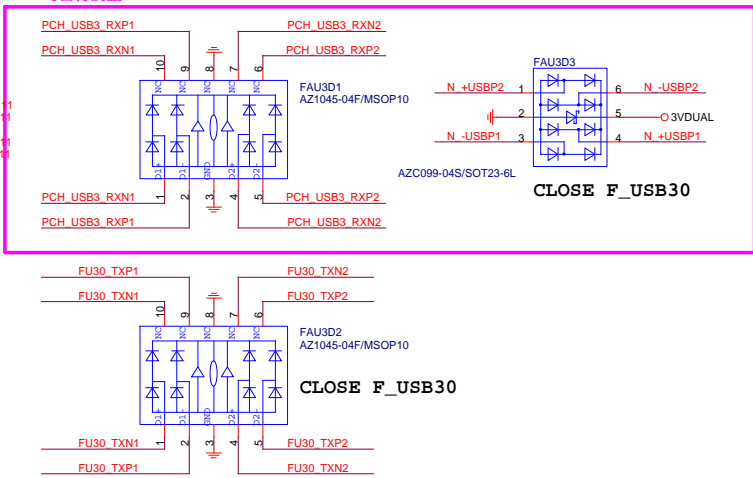 PCH_USB3_RXP1 PCH_USB3_RXN2
PCH_USB3_RXN1 PCH_USB3_RXP2
10 9 8 7 6
NC NC NC NC
FAU3D1
AZ1045-04F/MSOP10
D1+ D1- GND D2+ D2-
1 2 3 4 5
PCH_USB3_RXN1 PCH_USB3_RXP2
PCH_USB3_RXP1 PCH_USB3_RXN2
11
11
11
11
FAU3D3
N_+USBP2 1 6 N_-USBP2
2 5 3VDUAL
N_-USBP1 3 4 N_+USBP1
AZC099-04S/SOT23-6L
CLOSE F_USB30
FU30_TXP1 FU30_TXN2
FU30_TXN1 FU30_TXP2
10 9 8 7 6
NC NC NC NC
FAU3D2
AZ1045-04F/MSOP10
CLOSE F_USB30
D1+ D1- GND D2+ D2-
1 2 3 4 5
FU30_TXN1 FU30_TXP2
FU30_TXP1 FU30_TXN2